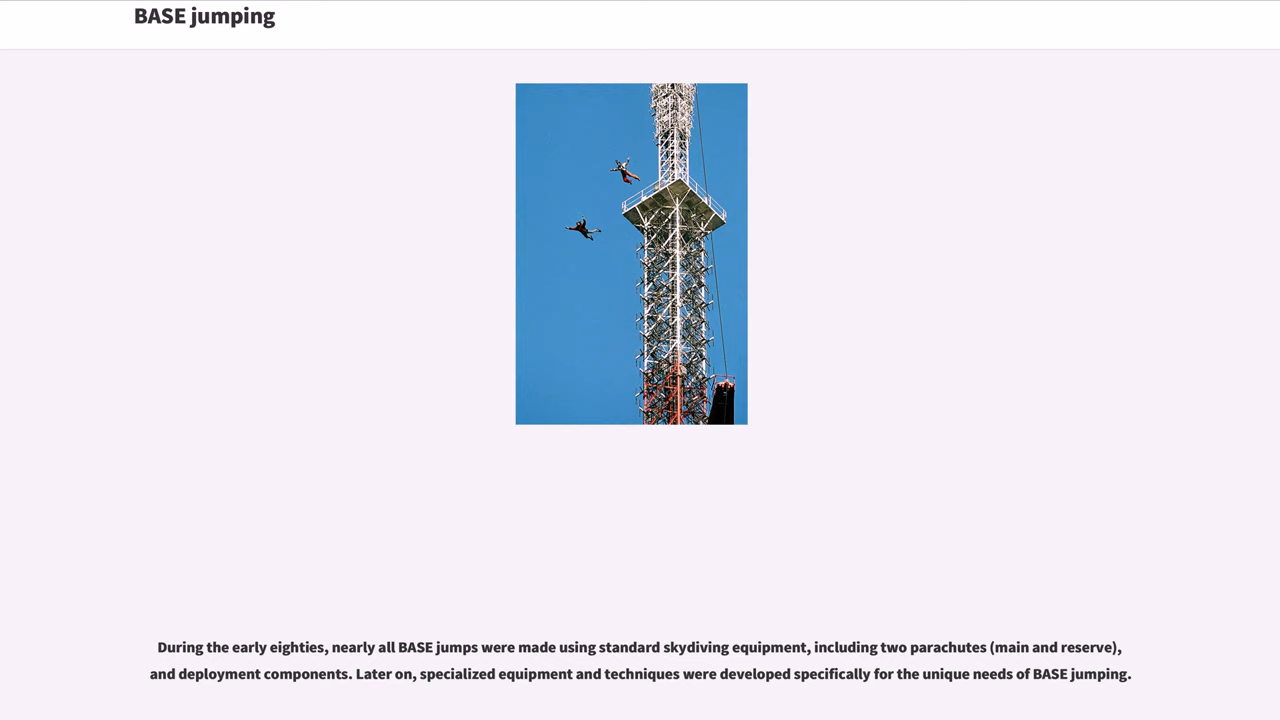 BASE jumping
During the early eighties, nearly all BASE jumps were made using standard skydiving equipment, including two parachutes (main and reserve),
and deployment components. Later on, specialized equipment and techniques were developed specifically for the unique needs of BASE jumping.